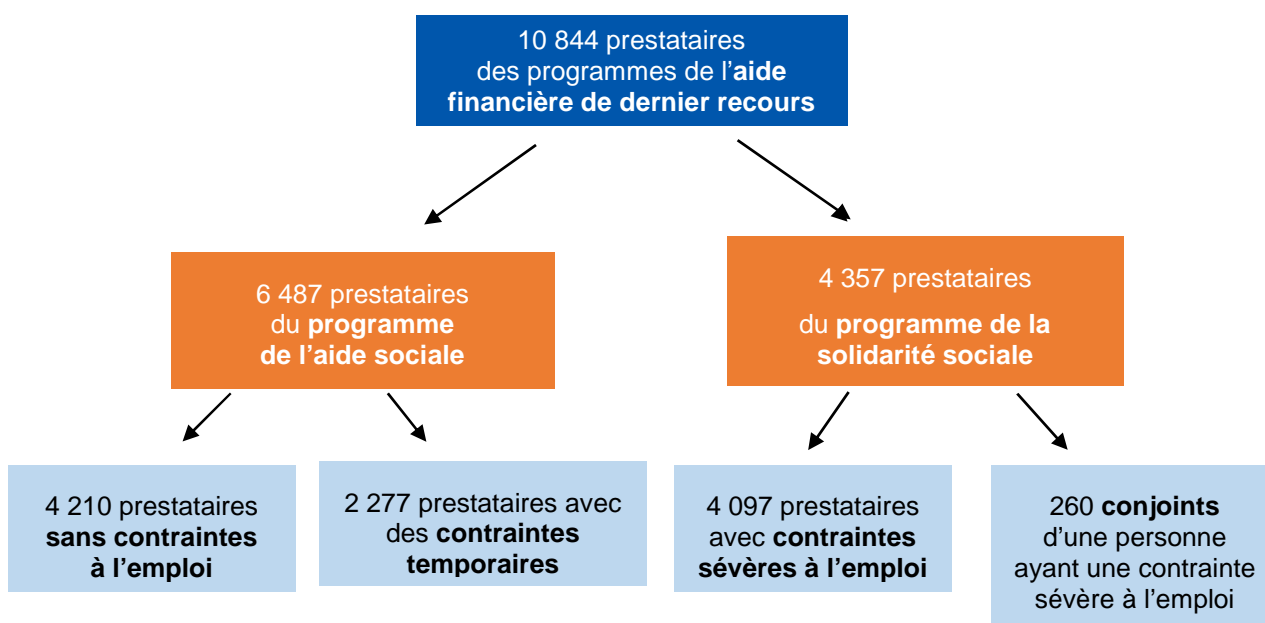 10 844 prestataires
des programmes de l'aide
financière de dernier recours
6 487 prestataires
du programme
de l'aide sociale
4 357 prestataires
du programme de la
solidarité sociale
4 210 prestataires
sans contraintes
à l'emploi
2 277 prestataires avec
des contraintes
temporaires
4 097 prestataires
avec contraintes
sévères à l'emploi
260 conjoints
d'une personne
ayant une contrainte
sévère à l'emploi